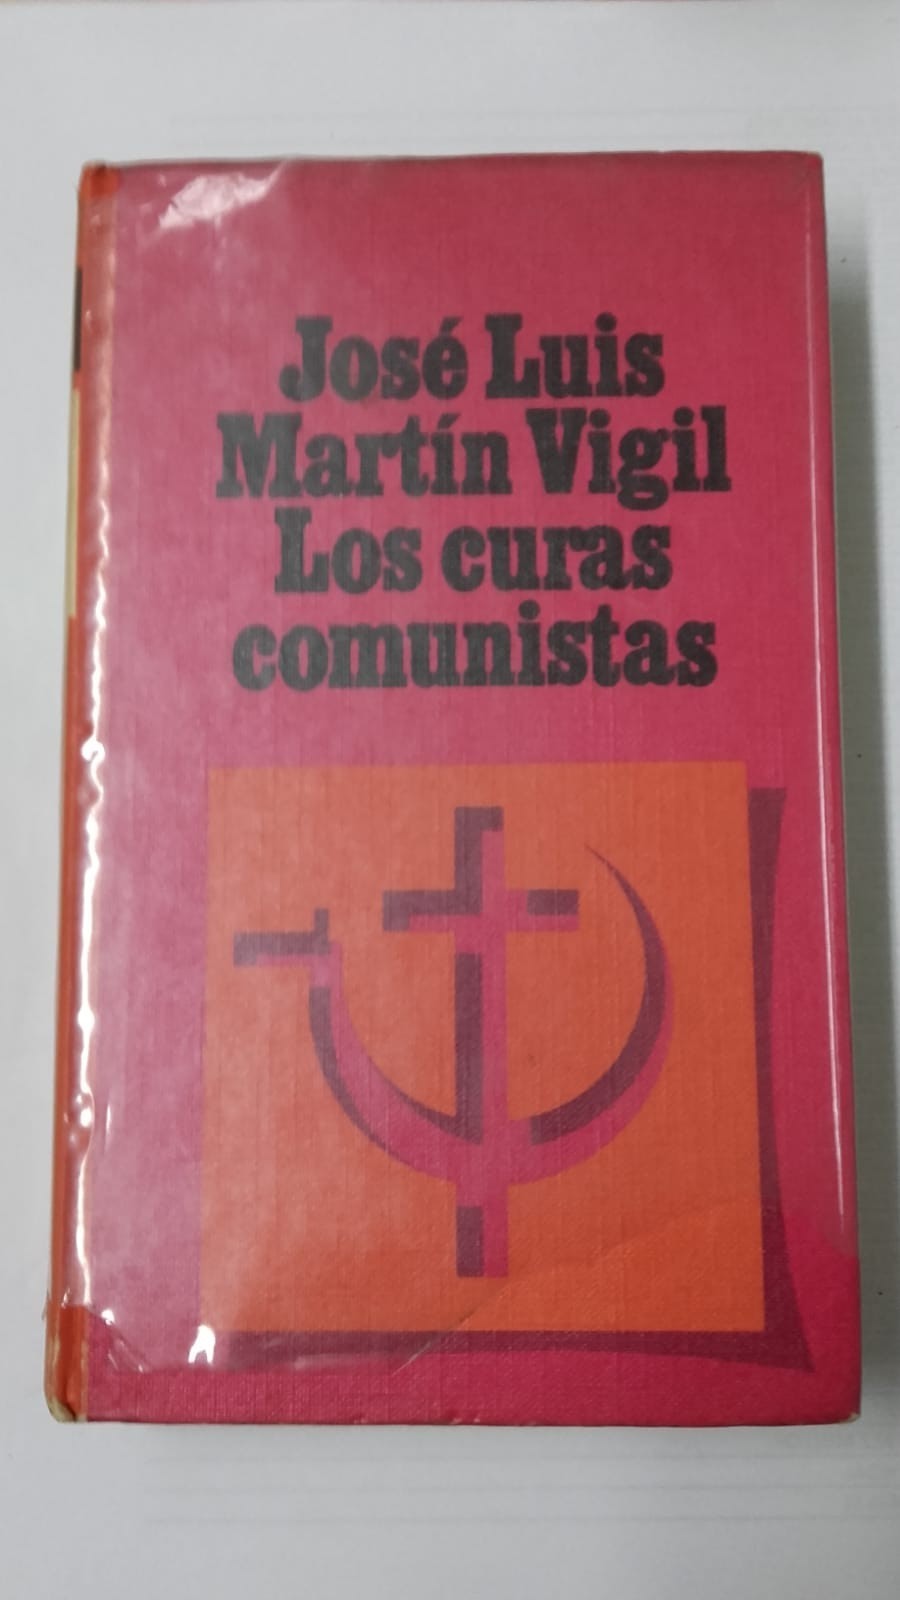 José Luis
Martín Vigil
Los curas
comunistas